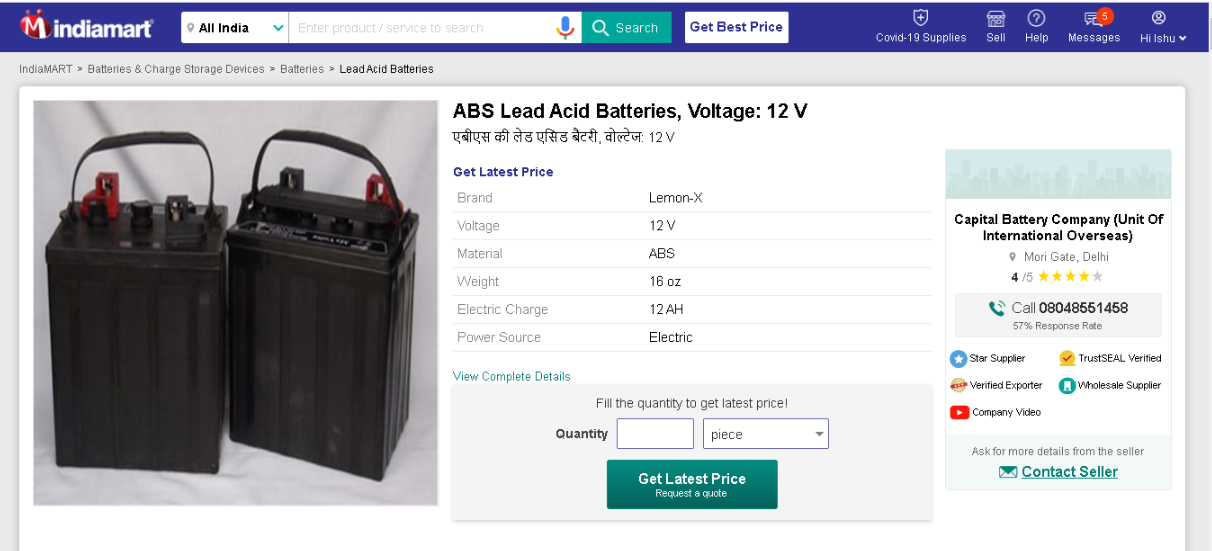 indiamart
All India
Enter product / service to search
Search
Get Best Price
Covid-19 Supplies
Sell
Help
5
Messages
Hi Ishu
IndiaMART > Batteries & Charge Storage Devices > Batteries > Lead Acid Batteries
ABS Lead Acid Batteries, Voltage: 12 V
एबीएस की लेड एसिड बैटरी, वोल्टेज: 12 V
Get Latest Price
Brand Lemon-X
Voltage 12 V
Material ABS
Weight 16 oz
Electric Charge 12 AH
Power Source Electric
View Complete Details
Fill the quantity to get latest price!
Quantity piece
Get Latest Price
Request a quote
Capital Battery Company (Unit Of
International Overseas)
Mori Gate, Delhi
4 /5
Call 08048551458
57% Response Rate
Star Supplier TrustSEAL Verified
Verified Exporter Wholesale Supplier
Company Video
Ask for more details from the seller
Contact Seller